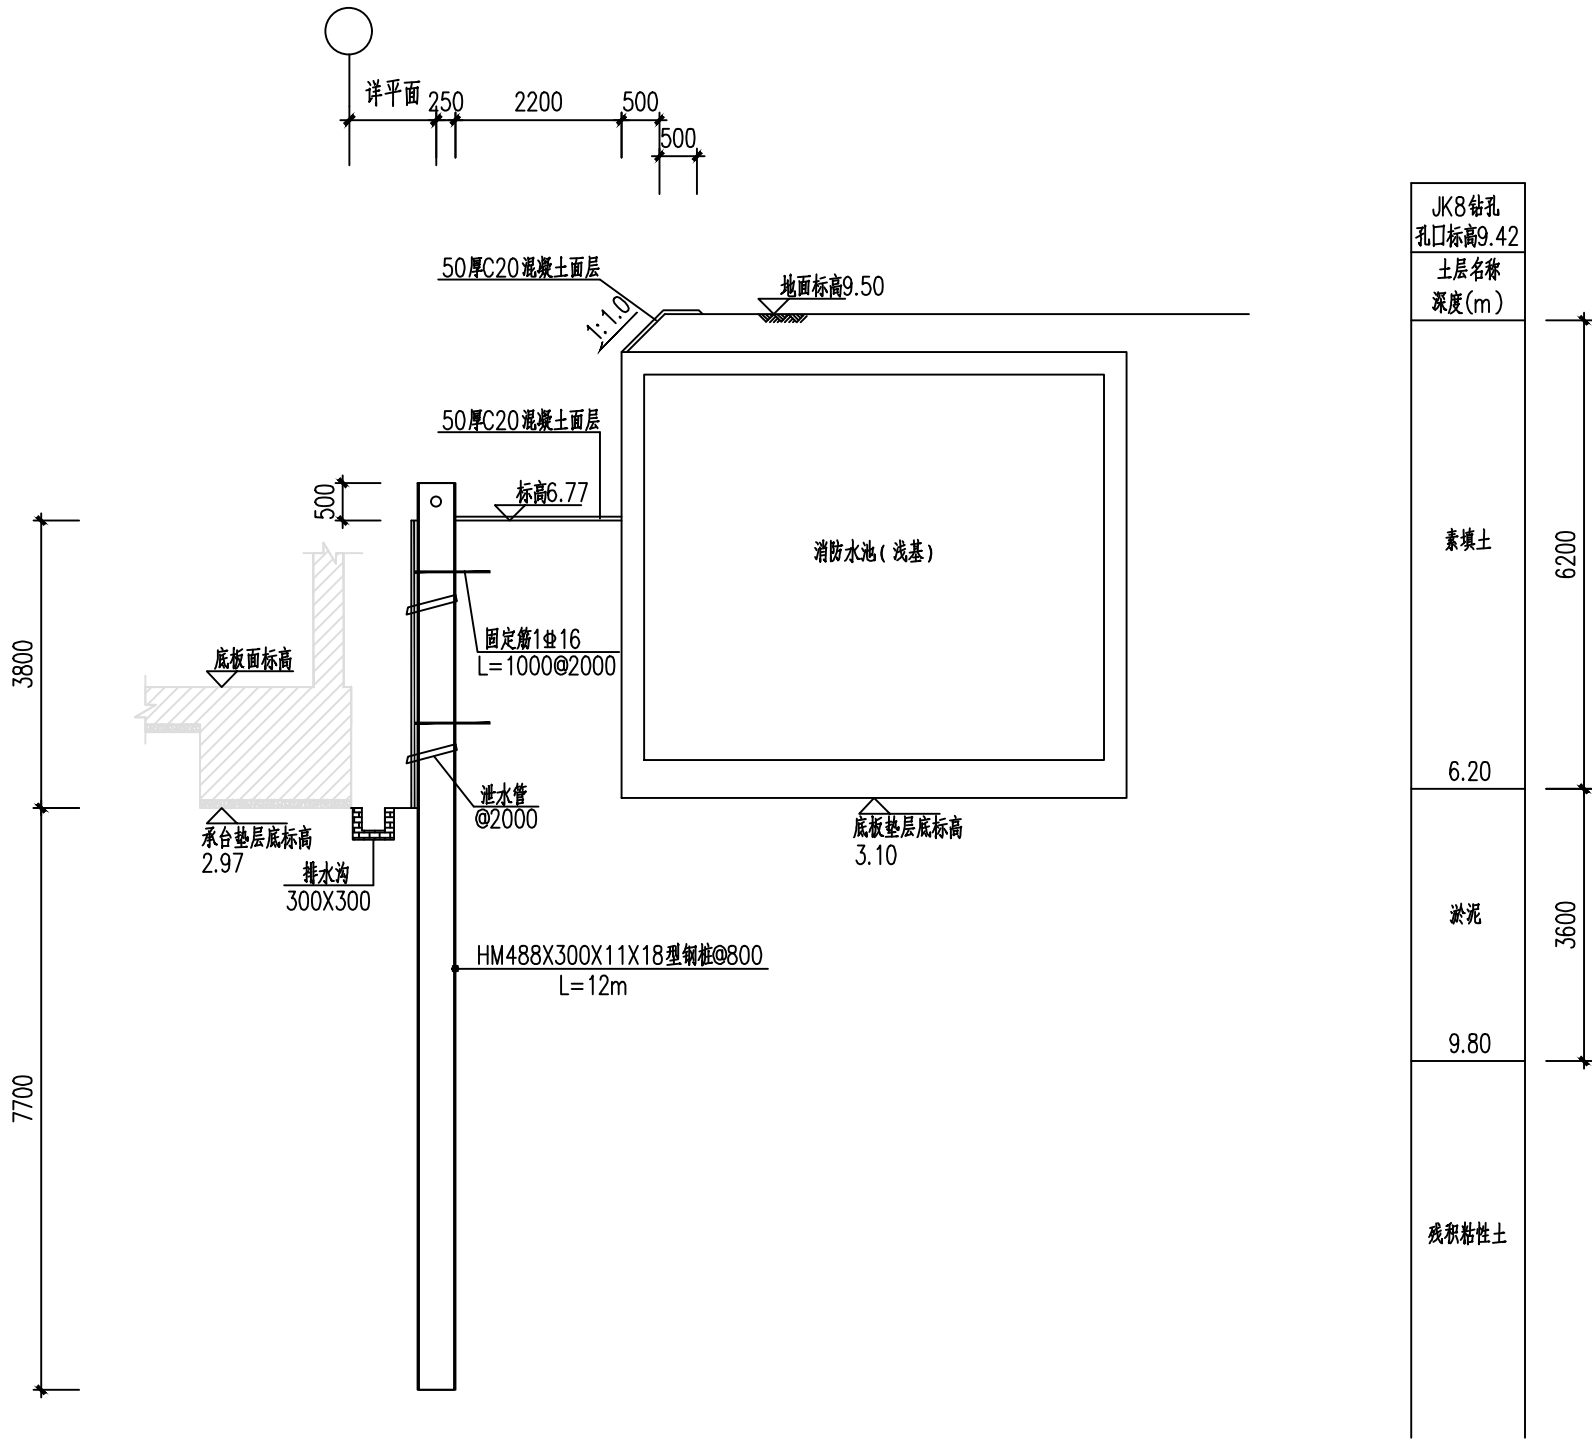 详平面
250
2200
500
500
JK8钻孔
孔口标高9.42
土层名称
深度(m)
50厚C20混凝土面层
地面标高9.50
1:1.0
50厚C20混凝土面层
500
标高6.77
消防水池(浅基)
素填土
6200
固定筋1Φ16
L=1000@2000
底板面标高
3800
6.20
泄水管
@2000
承台垫层底标高
2.97
底板垫层底标高
3.10
排水沟
300X300
淤泥
3600
HM488X300X11X18型钢桩@800
L=12m
9.80
7700
残积粘性土